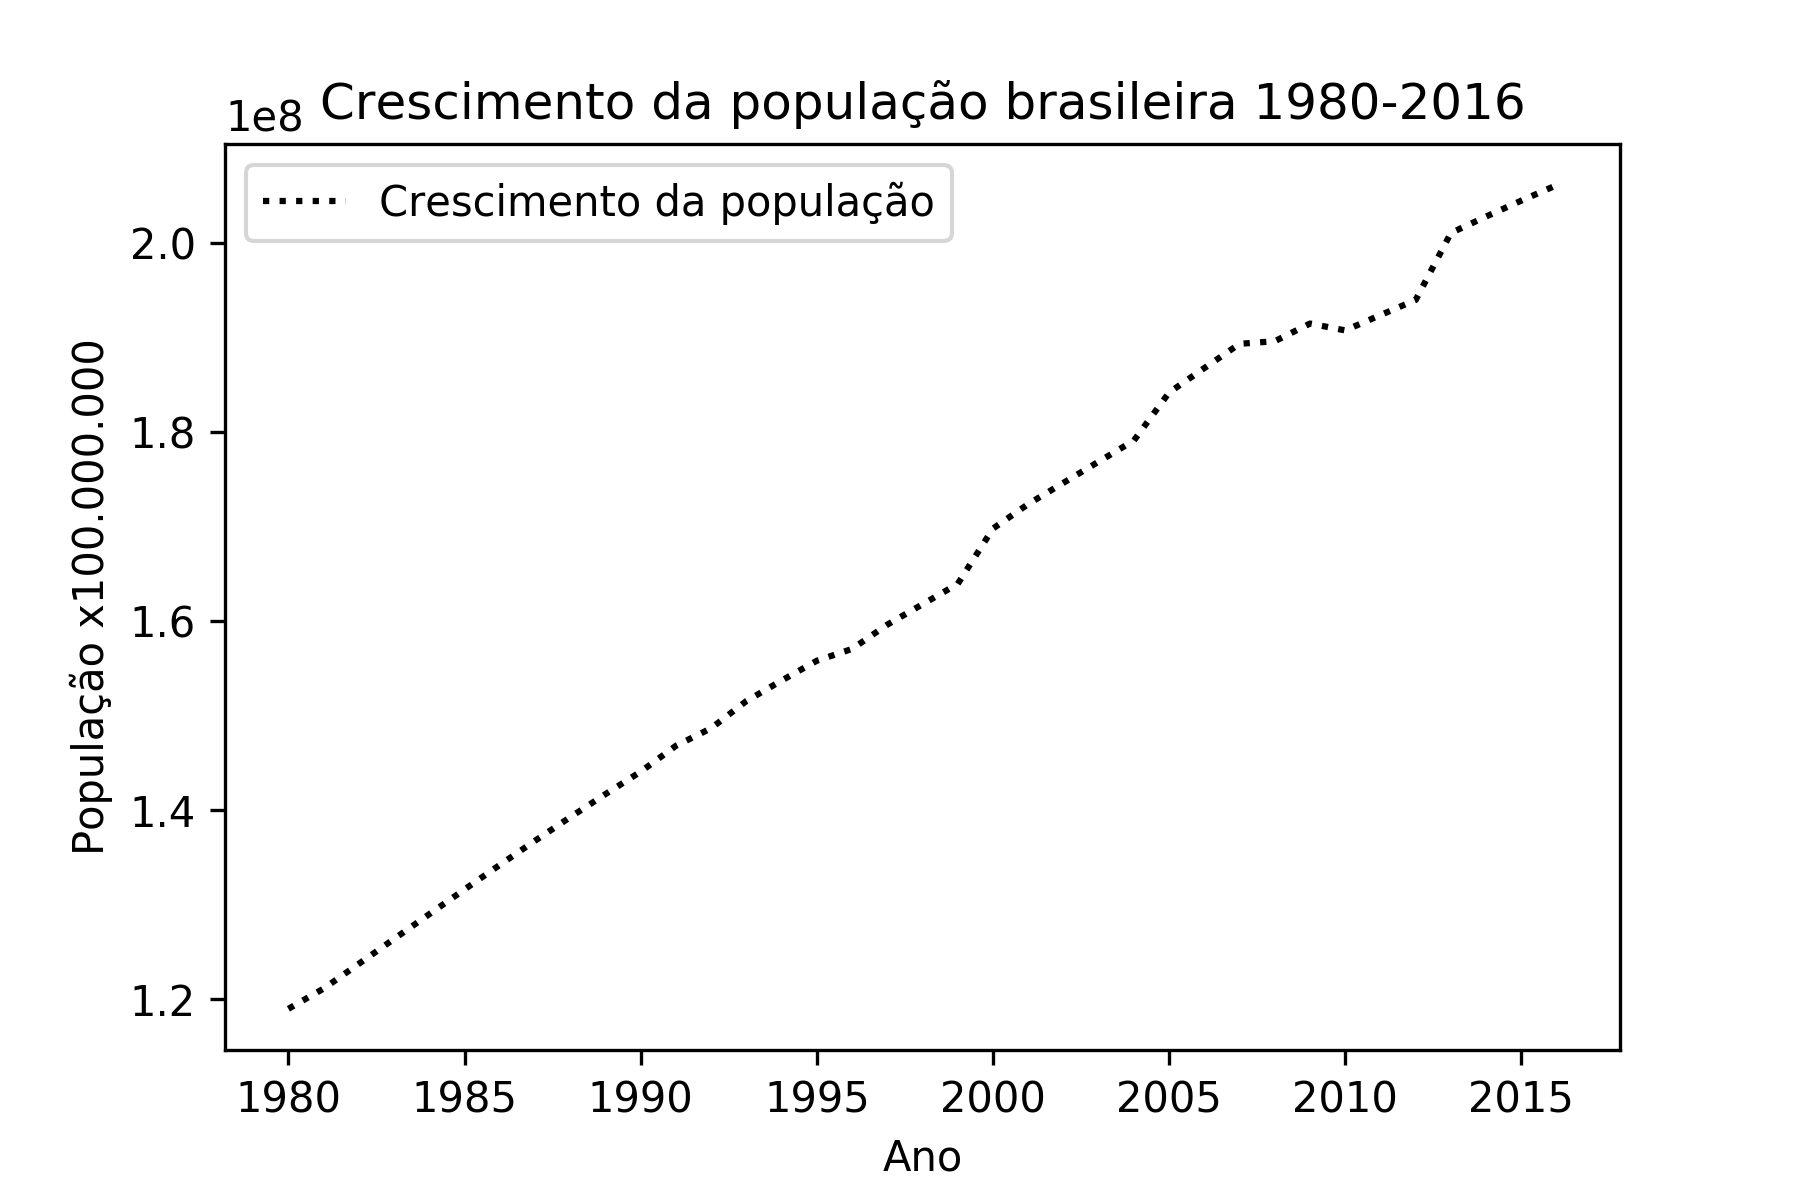 1e8 Crescimento da população brasileira 1980-2016
Crescimento da população
2.0
1.8
1.6
1.4
1.2
População x100.000.000
1980 1985 1990 1995 2000 2005 2010 2015
Ano